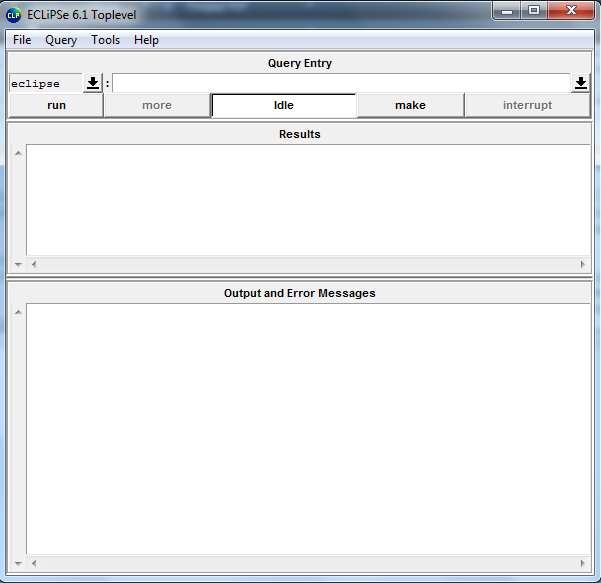 CLP ECLiPSe 6.1 Toplevel
File Query Tools Help
Query Entry
eclipse :
run more Idle make interrupt
Results
Output and Error Messages